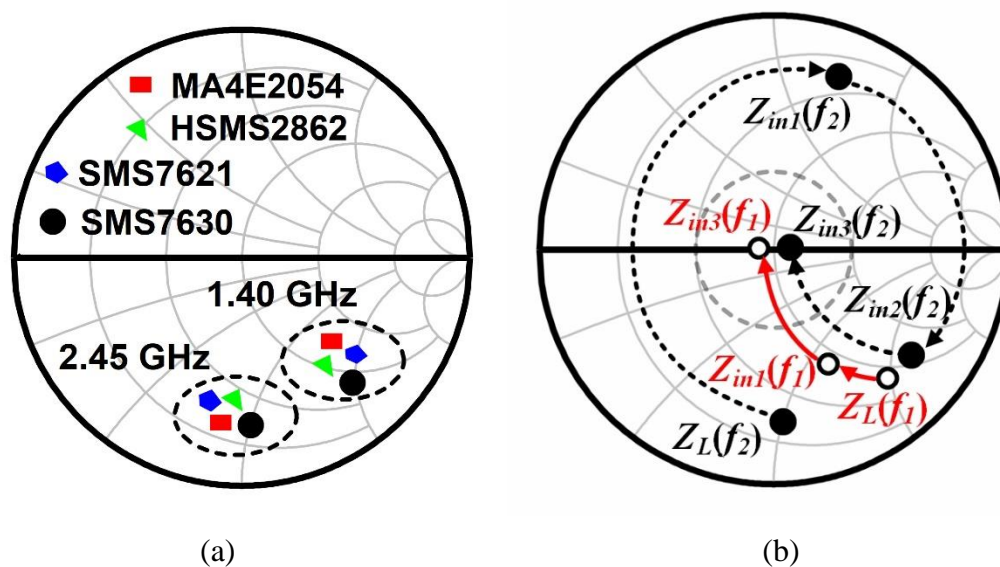 MA4E2054
HSMS2862
SMS7621
SMS7630
1.40 GHz
2.45 GHz
(a)
Zin1(f2)
Zin3(f1)
Zin3(f2)
Zin2(f2)
Zin1(f1)
ZL(f1)
ZL(f2)
(b)